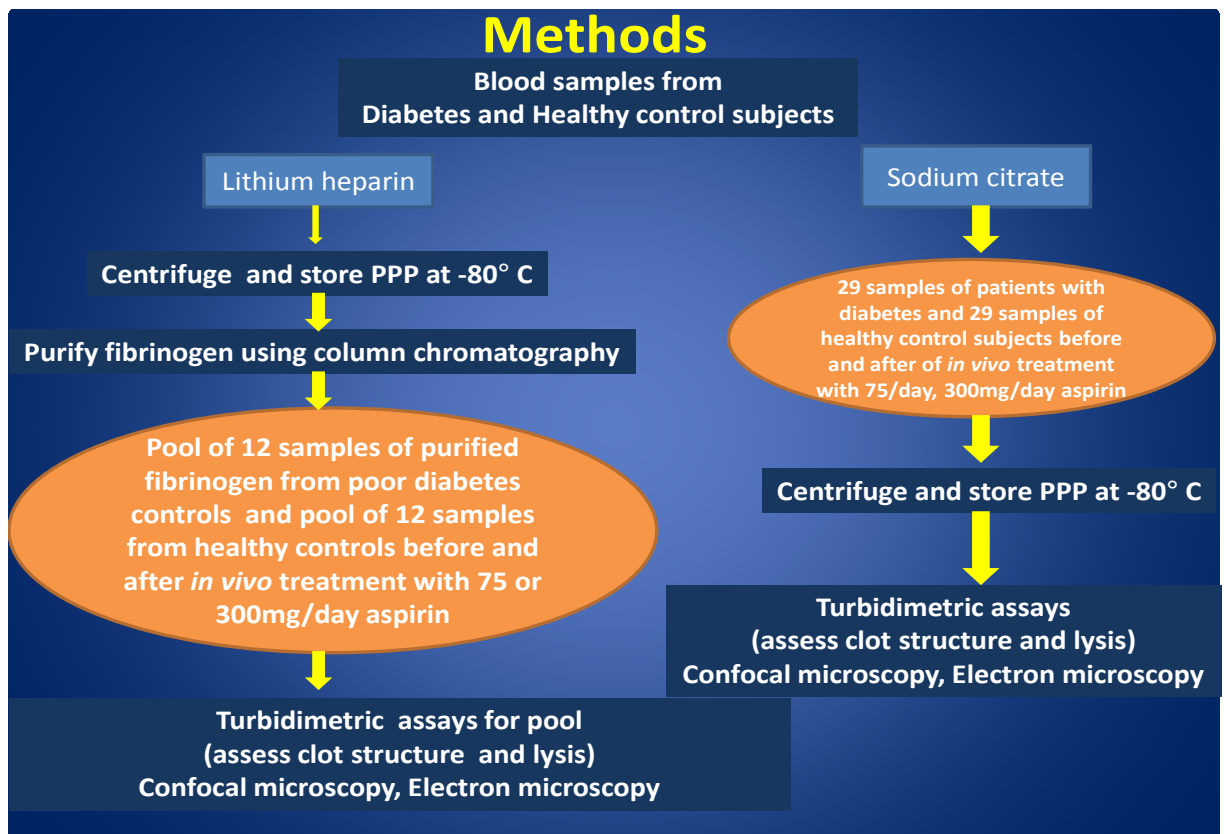 Methods
Blood samples from
Diabetes and Healthy control subjects
Lithium heparin
Centrifuge and store PPP at -80° C
Purify fibrinogen using column chromatography
Pool of 12 samples of purified
fibrinogen from poor diabetes
controls and pool of 12 samples
from healthy controls before and
after in vivo treatment with 75 or
300mg/day aspirin
Turbidimetric assays for pool
(assess clot structure and lysis)
Confocal microscopy, Electron microscopy
Sodium citrate
29 samples of patients with
diabetes and 29 samples of
healthy control subjects before
and after of in vivo treatment
with 75/day, 300mg/day aspirin
Centrifuge and store PPP at -80° C
Turbidimetric assays
(assess clot structure and lysis)
Confocal microscopy, Electron microscopy